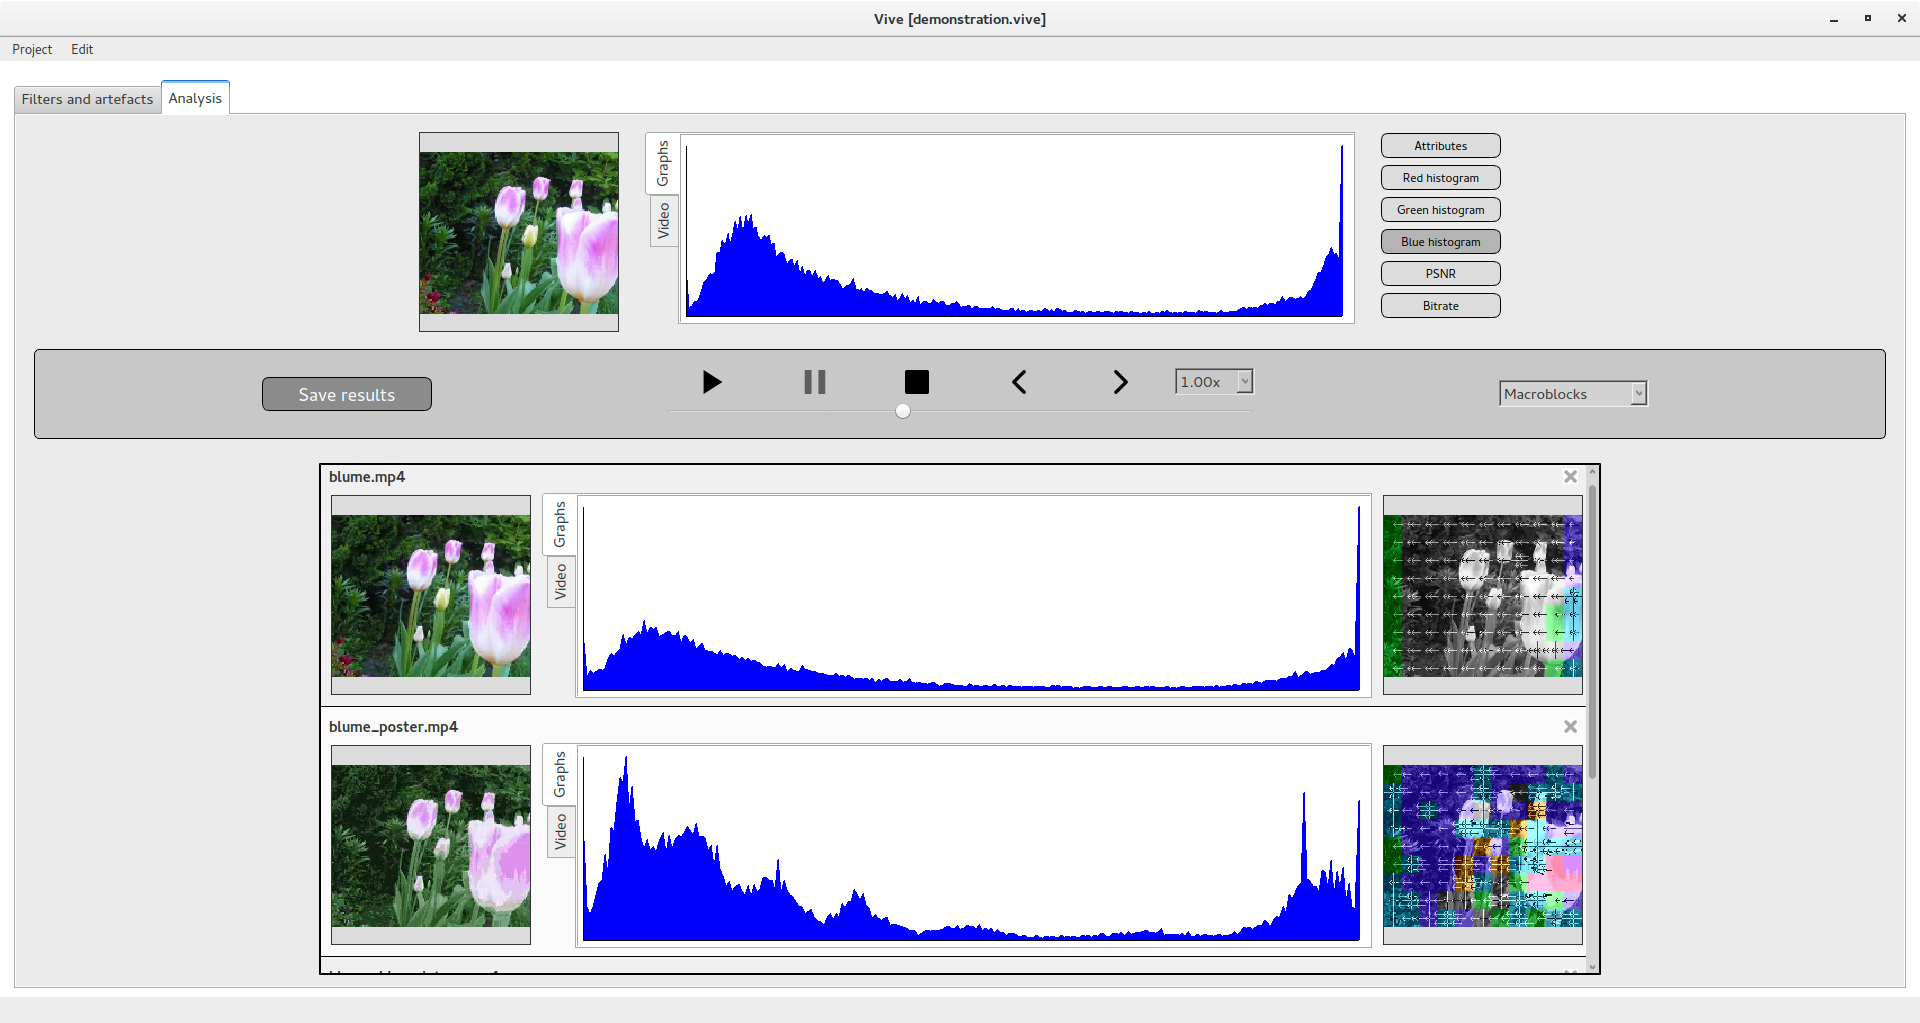 Vive [demonstration.vive]
Project Edit
Filters and artefacts Analysis
Graphs
Video
Attributes
Red histogram
Green histogram
Blue histogram
PSNR
Bitrate
Save results
1.00x
Macroblocks
blume.mp4
Graphs
Video
blume_poster.mp4
Graphs
Video